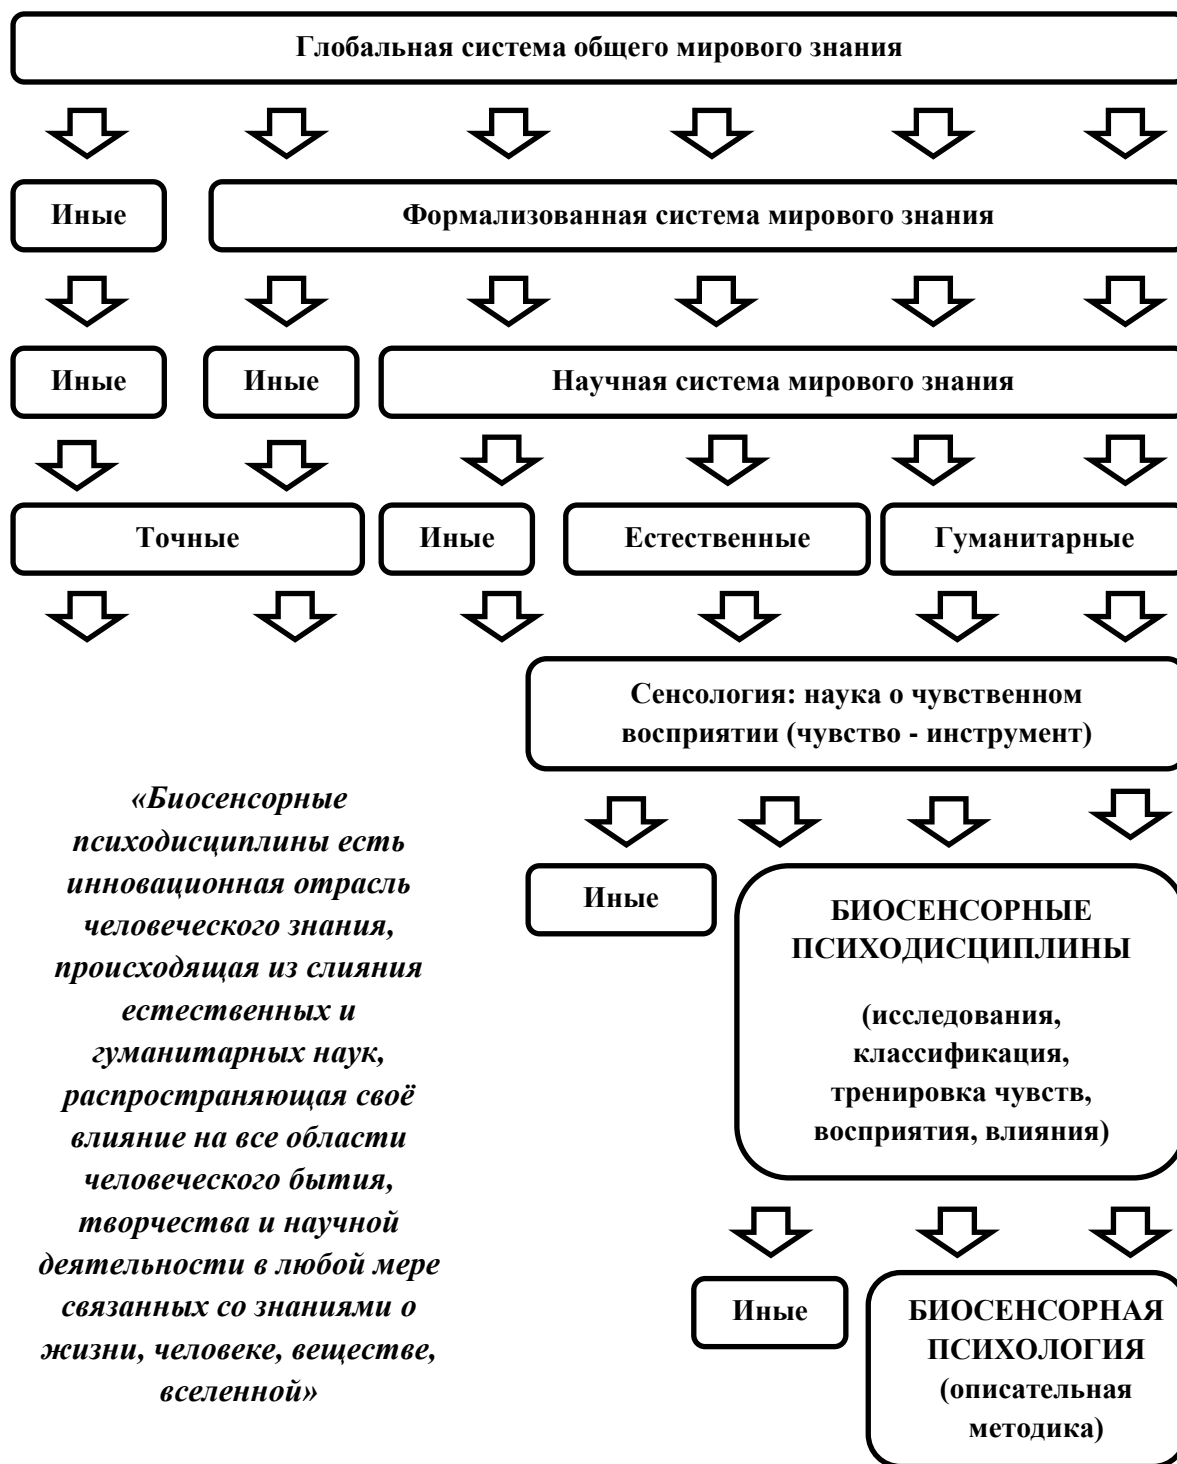 Глобальная система общего мирового знания
Иные
Формализованная система мирового знания
Иные
Иные
Научная система мирового знания
Точные
Иные
Естественные
Гуманитарные
Сенсология: наука о чувственном
восприятии (чувство - инструмент)
«Биосенсорные
психодисциплины есть
инновационная отрасль
человеческого знания,
происходящая из слияния
естественных и
гуманитарных наук,
распространяющая своё
влияние на все области
человеческого бытия,
творчества и научной
деятельности в любой мере
связанных со знаниями о
жизни, человеке, веществе,
вселенной»
Иные
БИОСЕНСОРНЫЕ
ПСИХОДИСЦИПЛИНЫ
(исследования,
классификация,
тренировка чувств,
восприятия, влияния)
Иные
БИОСЕНСОРНАЯ
ПСИХОЛОГИЯ
(описательная
методика)